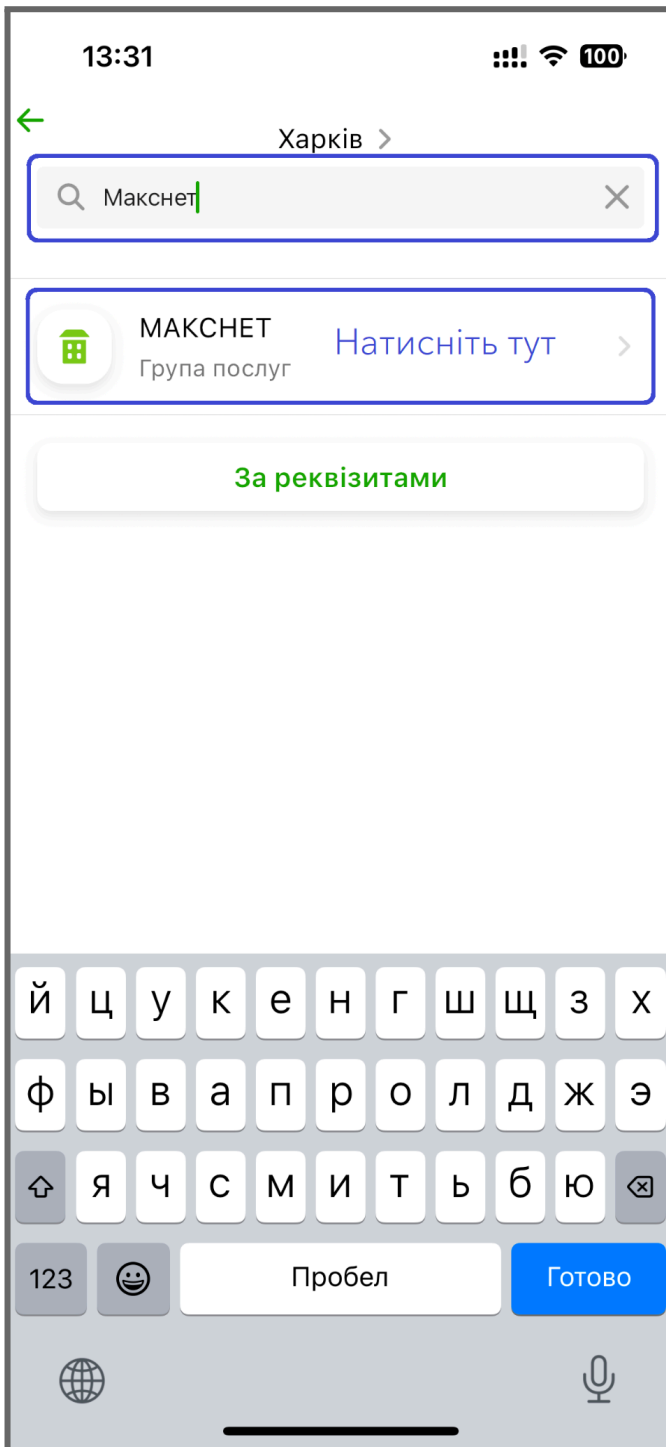 13:31
100
Харків
Макснет
МАКСНЕТ
Натисніть тут
Група послуг
За реквізитами
й ц у к е н г ш щ з х
ф ы в а п р о л д ж э
я ч с м и т ь б ю
123 Пробел Готово